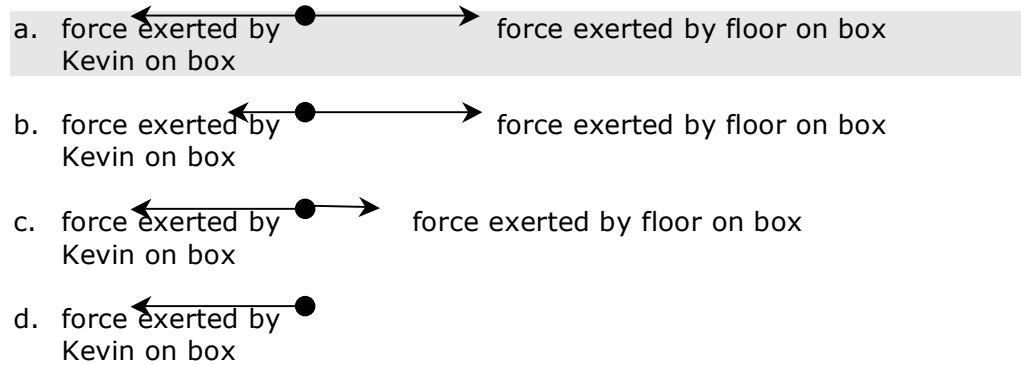 a. force exerted by force exerted by floor on box
Kevin on box
b. force exerted by force exerted by floor on box
Kevin on box
c. force exerted by force exerted by floor on box
Kevin on box
d. force exerted by
Kevin on box